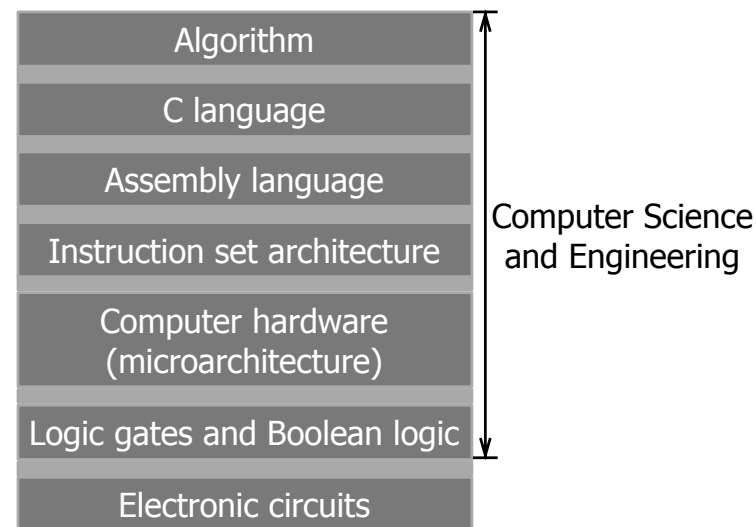 Algorithm
C language
Assembly language
Instruction set architecture
Computer hardware
(microarchitecture)
Logic gates and Boolean logic
Electronic circuits
Computer Science
and Engineering